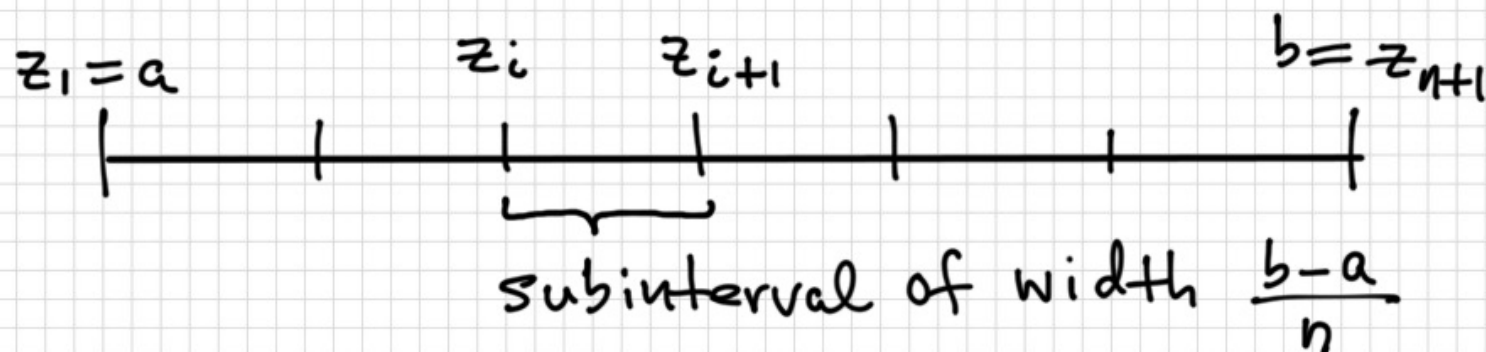 z₁ = a zᵢ zᵢ₊₁ b = zₙ₊₁
subinterval of width (b-a)/n